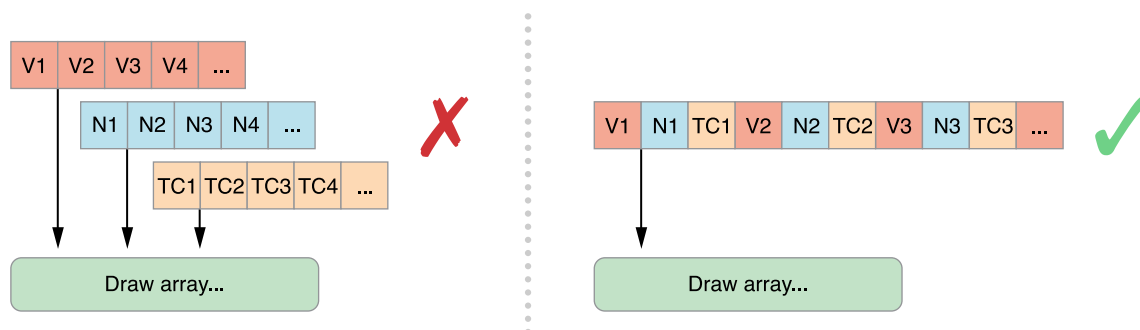 V1 V2 V3 V4 ...
N1 N2 N3 N4 ...
TC1 TC2 TC3 TC4 ...
Draw array...
V1 N1 TC1 V2 N2 TC2 V3 N3 TC3 ...
Draw array...